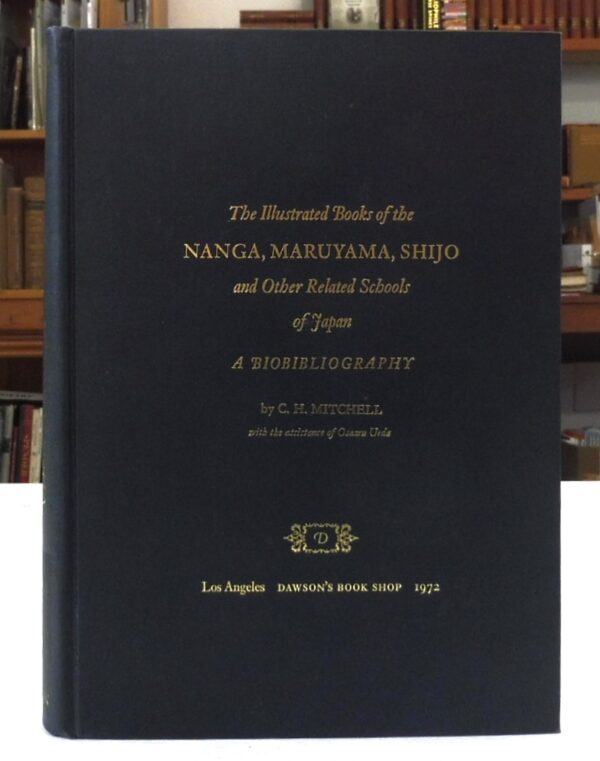 The Illustrated Books of the
NANGA, MARUYAMA, SHIJO
and Other Related Schools
of Japan
A BIOBIBLIOGRAPHY
by C. H. MITCHELL
with the assistance of Osamu Ueda
D
Los Angeles DAWSON'S BOOK SHOP 1972